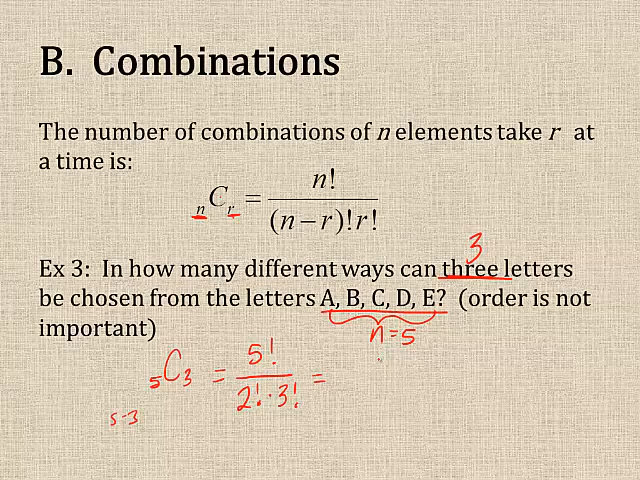 B. Combinations
The number of combinations of n elements take r at
a time is:
nCr = n! / (n – r)! r!
3
Ex 3: In how many different ways can three letters
be chosen from the letters A, B, C, D, E? (order is not
important)
n=5
5C3 = 5! / 2! · 3! =
5-3